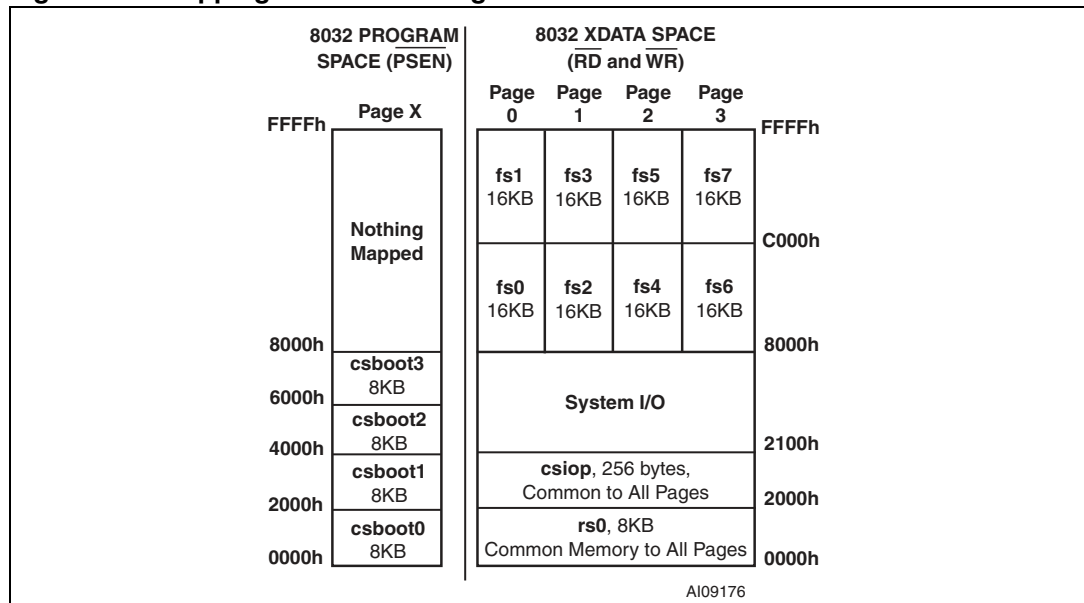 8032 PROGRAM
SPACE (PSEN)
8032 XDATA SPACE
(RD and WR)
Page X
Page
0
Page
1
Page
2
Page
3
FFFFh
FFFFh
Nothing
Mapped
fs1
16KB
fs3
16KB
fs5
16KB
fs7
16KB
C000h
fs0
16KB
fs2
16KB
fs4
16KB
fs6
16KB
8000h
8000h
csboot3
8KB
6000h
System I/O
csboot2
8KB
4000h
2100h
csboot1
8KB
csiop, 256 bytes,
Common to All Pages
2000h
2000h
csboot0
8KB
rs0, 8KB
Common Memory to All Pages
0000h
0000h
AI09176